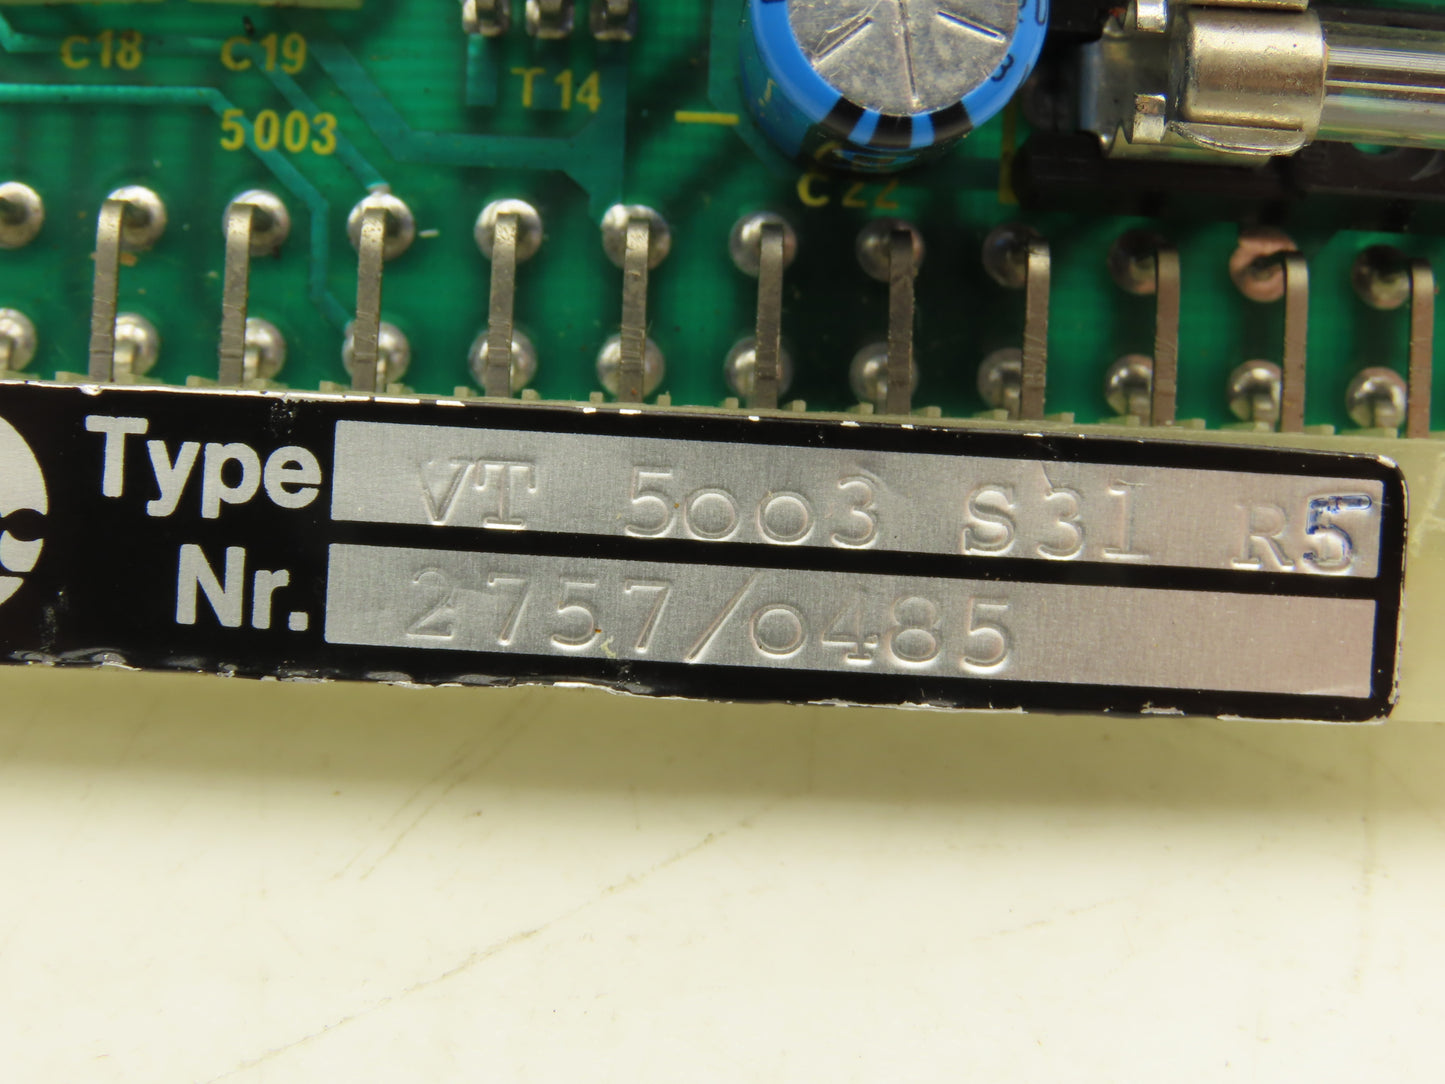 C18 C19
T14
5003
C22
Type VT 5003 S31 R5
Nr. 2757/0485